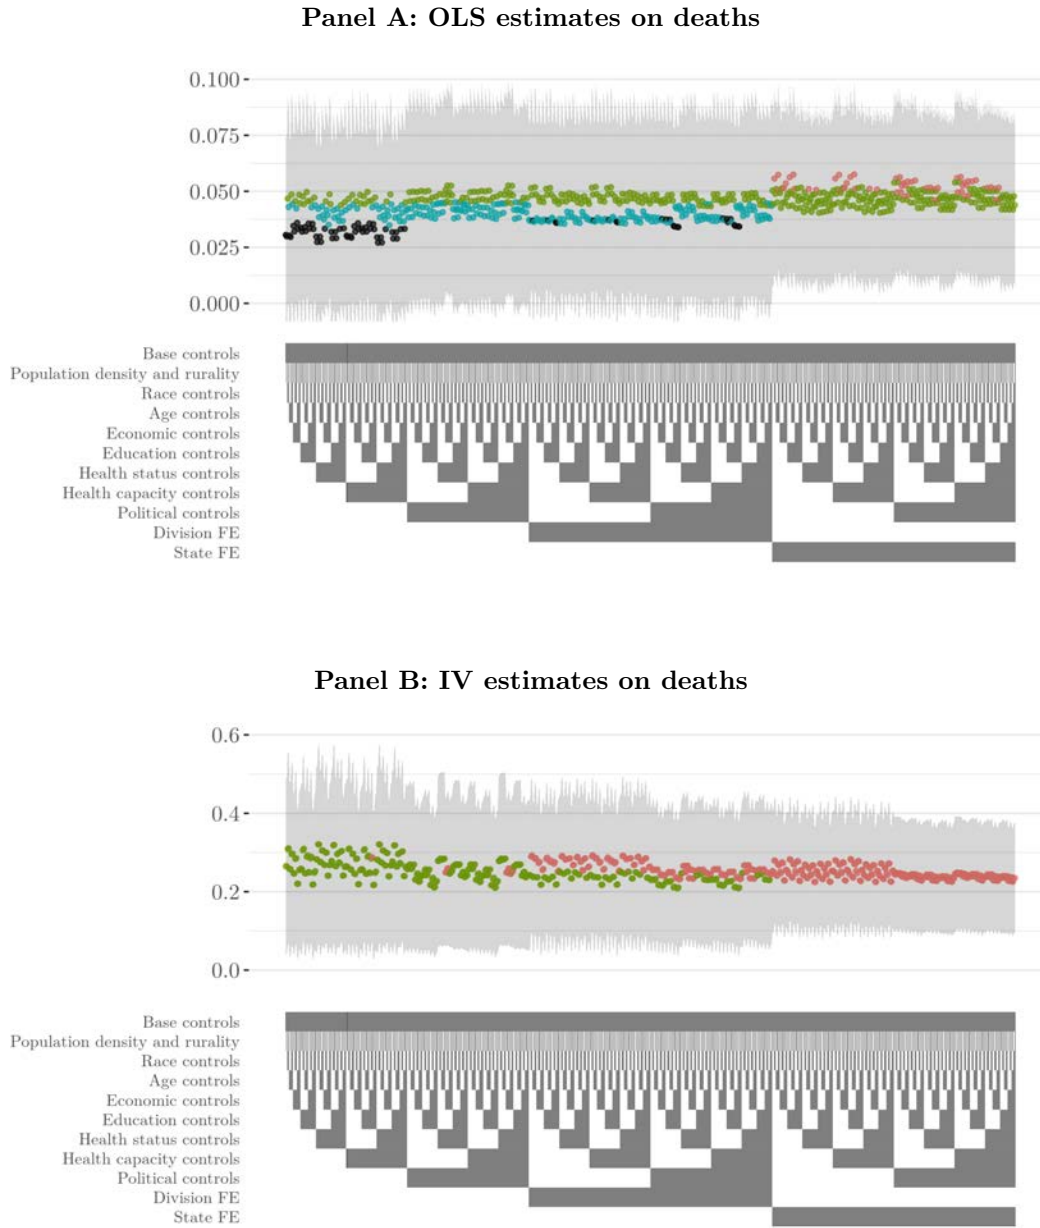 Panel A: OLS estimates on deaths
0.100
0.075
0.050
0.025
0.000
Base controls
Population density and rurality
Race controls
Age controls
Economic controls
Education controls
Health status controls
Health capacity controls
Political controls
Division FE
State FE
Panel B: IV estimates on deaths
0.6
0.4
0.2
0.0
Base controls
Population density and rurality
Race controls
Age controls
Economic controls
Education controls
Health status controls
Health capacity controls
Political controls
Division FE
State FE